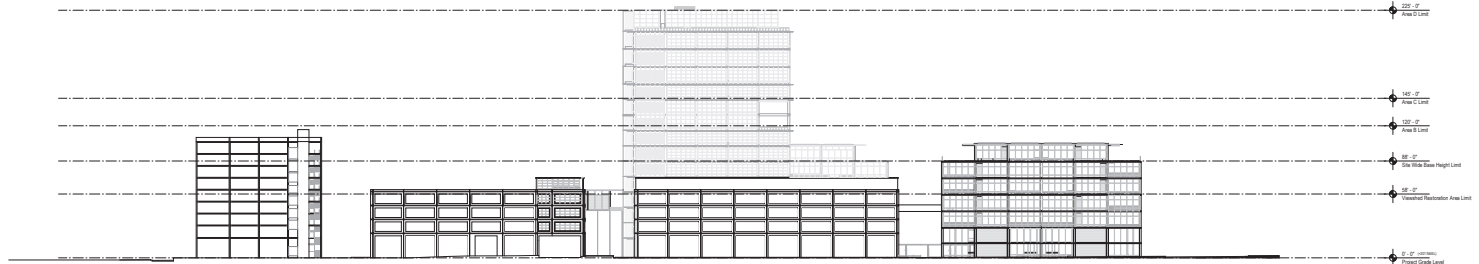 225' - 0"
Area D Limit
145' - 0"
Area C Limit
120' - 0"
Area B Limit
88' - 0"
Site Wide Base Height Limit
58' - 0"
Viewshed Restoration Area Limit
0' - 0"
Project Grade Level